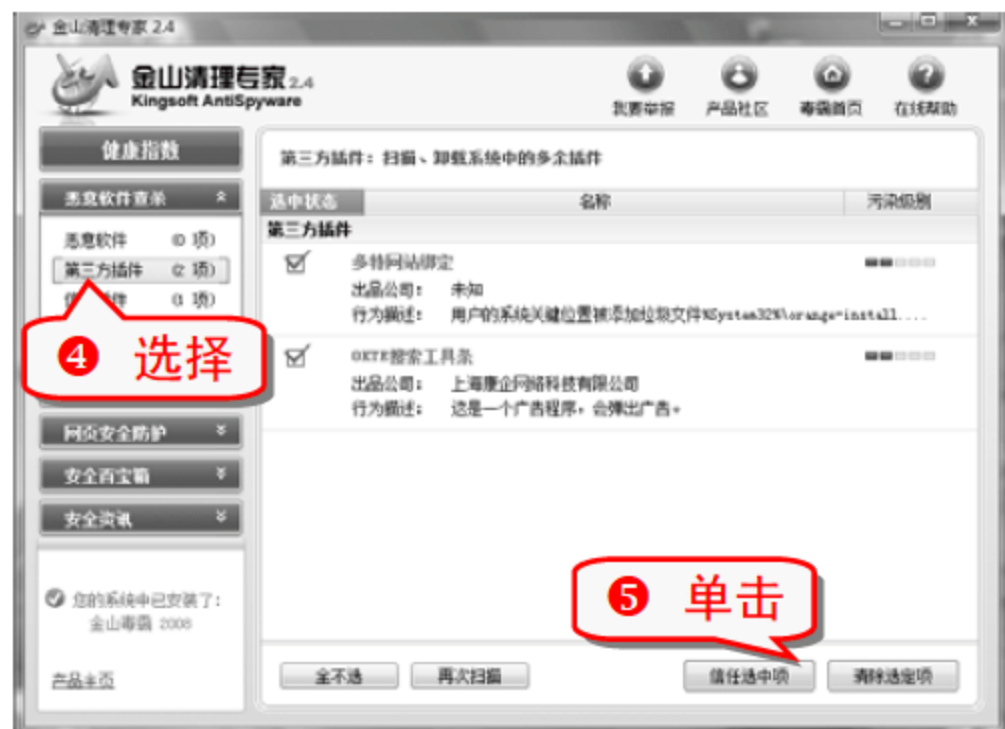 金山清理专家 2.4
金山清理专家 2.4
Kingsoft AntiSpyware
我要举报 产品社区 毒霸首页 在线帮助
健康指数
第三方插件：扫描、卸载系统中的多余插件
恶意软件查杀
选中状态 名称 污染级别
第三方插件
恶意软件 (0 项)
第三方插件 (2 项)
(1 项)
多特网站绑定
出品公司： 未知
行为描述： 用户的系统关键位置被添加垃圾文件%System32%\orange-install....
❹ 选择
OKTE搜索工具条
出品公司： 上海康企网络科技有限公司
行为描述： 这是一个广告程序，会弹出广告。
网页安全防护
安全百宝箱
安全资讯
❺ 单击
您的系统中已安装了：
金山毒霸 2008
产品主页
全不选 再次扫描 信任选中项 清除选定项